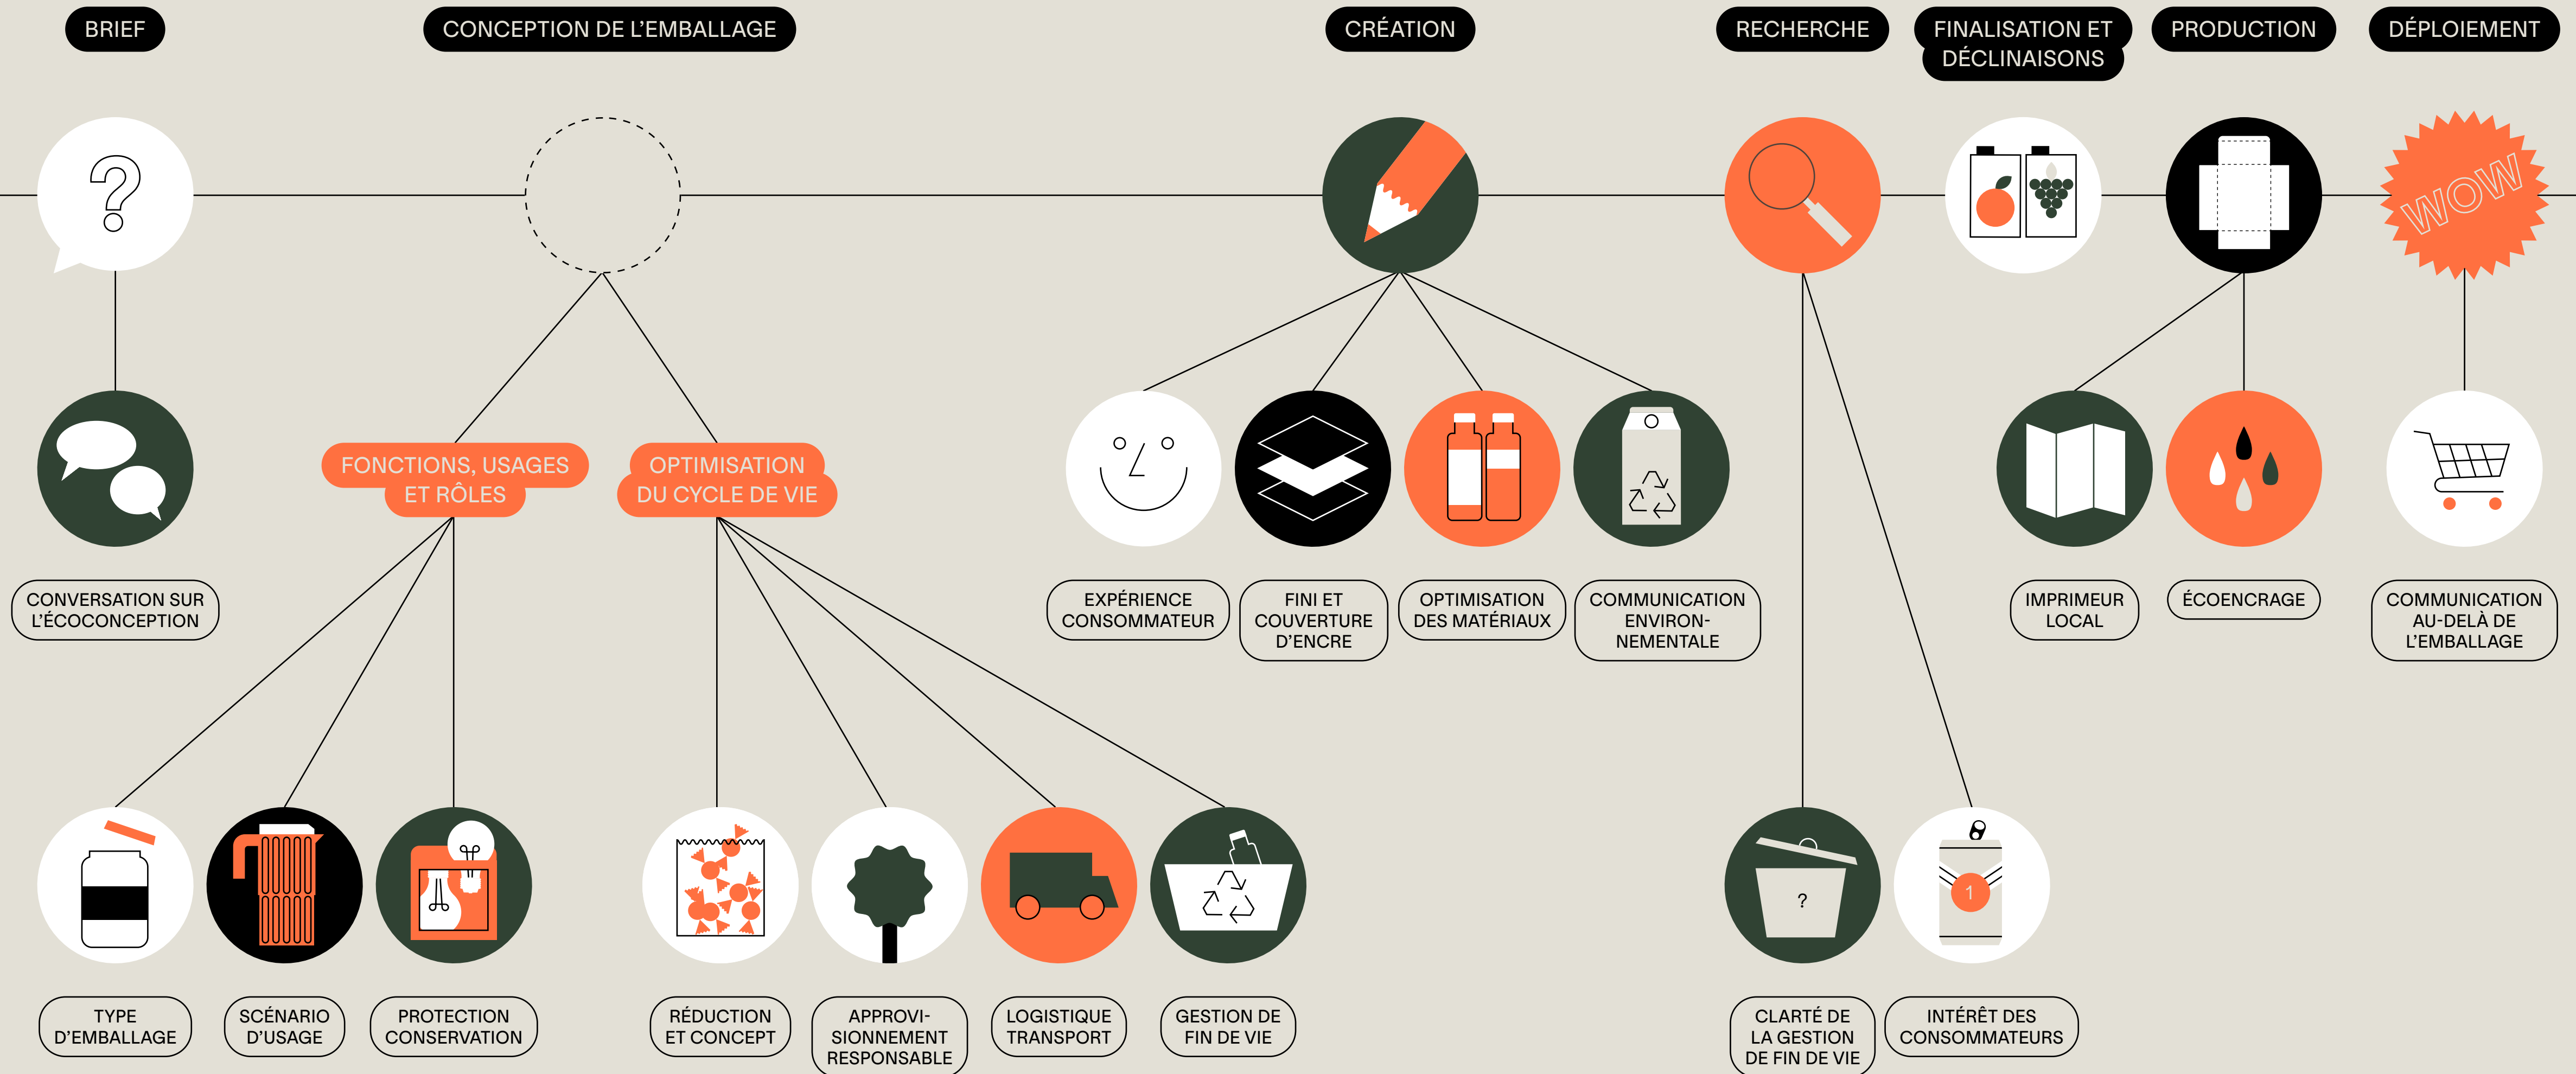 BRIEF
CONCEPTION DE L’EMBALLAGE
CRÉATION
RECHERCHE
FINALISATION ET
DÉCLINAISONS
PRODUCTION
DÉPLOIEMENT
?
WOW
FONCTIONS, USAGES
ET RÔLES
OPTIMISATION
DU CYCLE DE VIE
CONVERSATION SUR
L’ÉCOCONCEPTION
EXPÉRIENCE
CONSOMMATEUR
FINI ET
COUVERTURE
D’ENCRE
OPTIMISATION
DES MATÉRIAUX
COMMUNICATION
ENVIRON-
NEMENTALE
IMPRIMEUR
LOCAL
ÉCOENCRAGE
COMMUNICATION
AU-DELÀ DE
L’EMBALLAGE
?
1
TYPE
D’EMBALLAGE
SCÉNARIO
D’USAGE
PROTECTION
CONSERVATION
RÉDUCTION
ET CONCEPT
APPROVI-
SIONNEMENT
RESPONSABLE
LOGISTIQUE
TRANSPORT
GESTION DE
FIN DE VIE
CLARTÉ DE
LA GESTION
DE FIN DE VIE
INTÉRÊT DES
CONSOMMATEURS